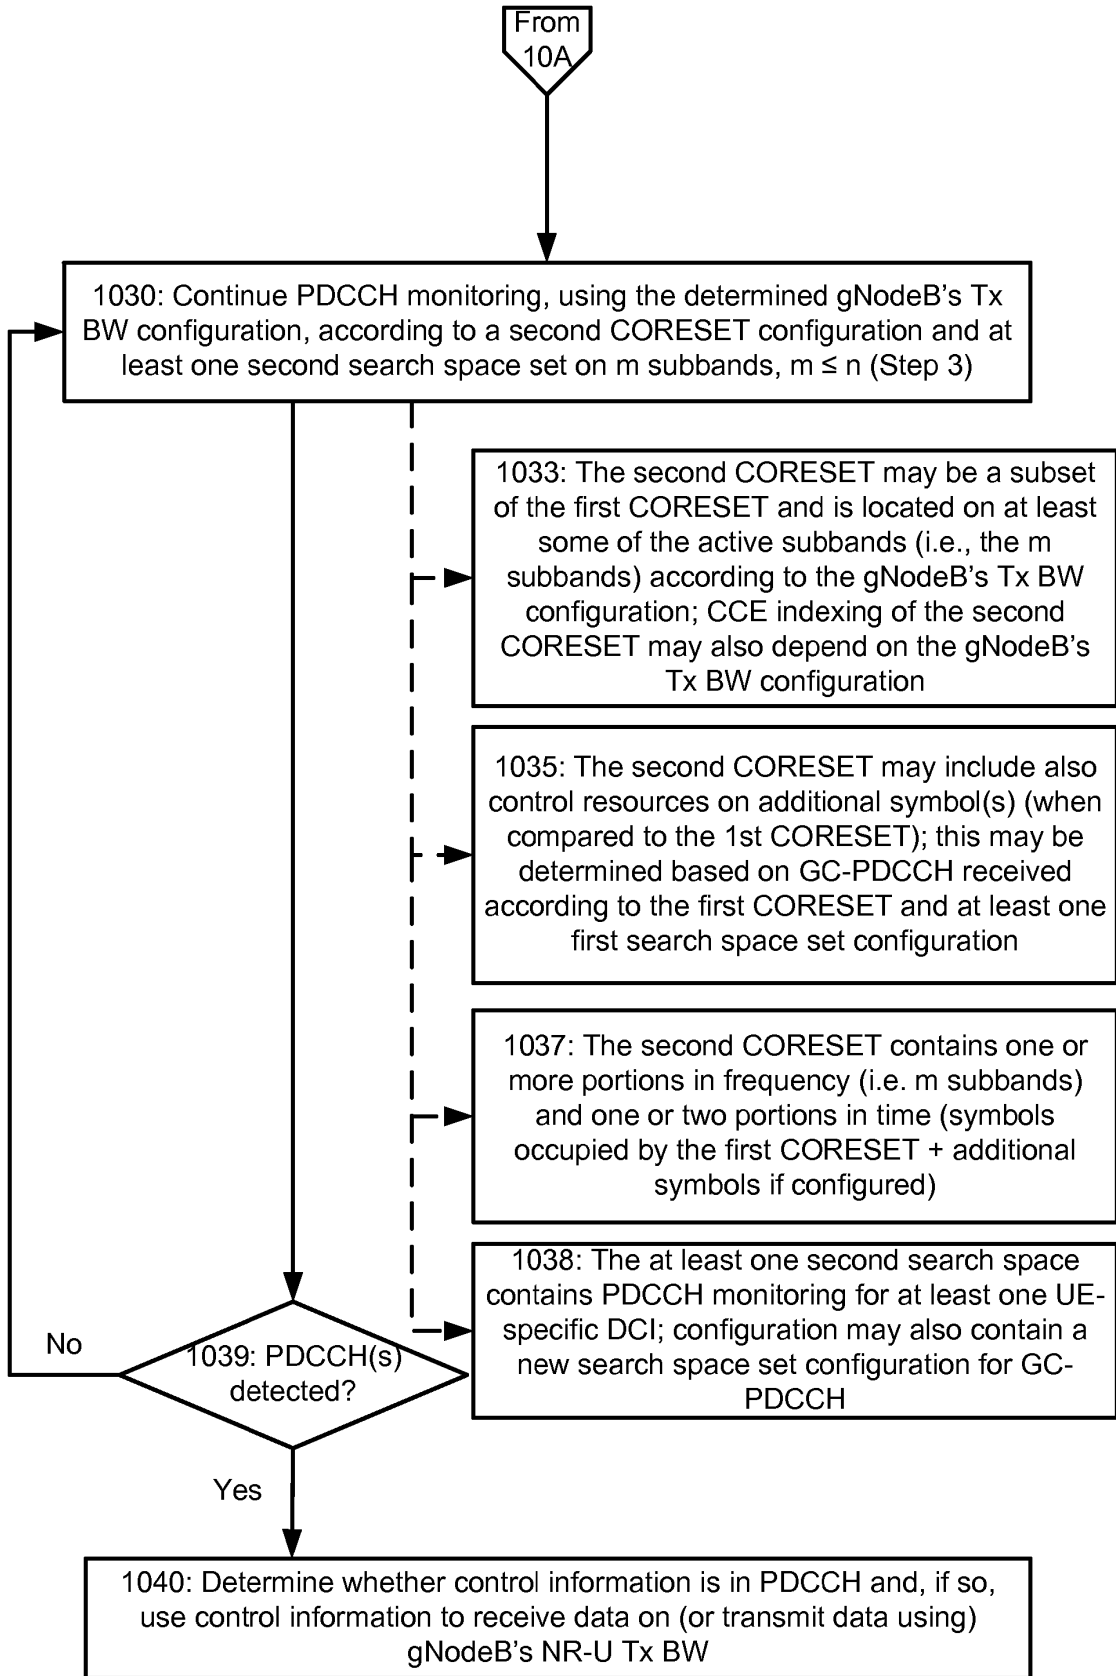 From
10A
1030: Continue PDCCH monitoring, using the determined gNodeB's Tx
BW configuration, according to a second CORESET configuration and at
least one second search space set on m subbands, m ≤ n (Step 3)
1033: The second CORESET may be a subset
of the first CORESET and is located on at least
some of the active subbands (i.e., the m
subbands) according to the gNodeB's Tx BW
configuration; CCE indexing of the second
CORESET may also depend on the gNodeB's
Tx BW configuration
1035: The second CORESET may include also
control resources on additional symbol(s) (when
compared to the 1st CORESET); this may be
determined based on GC-PDCCH received
according to the first CORESET and at least one
first search space set configuration
1037: The second CORESET contains one or
more portions in frequency (i.e. m subbands)
and one or two portions in time (symbols
occupied by the first CORESET + additional
symbols if configured)
1038: The at least one second search space
contains PDCCH monitoring for at least one UE-
specific DCI; configuration may also contain a
new search space set configuration for GC-
PDCCH
No
1039: PDCCH(s)
detected?
Yes
1040: Determine whether control information is in PDCCH and, if so,
use control information to receive data on (or transmit data using)
gNodeB's NR-U Tx BW